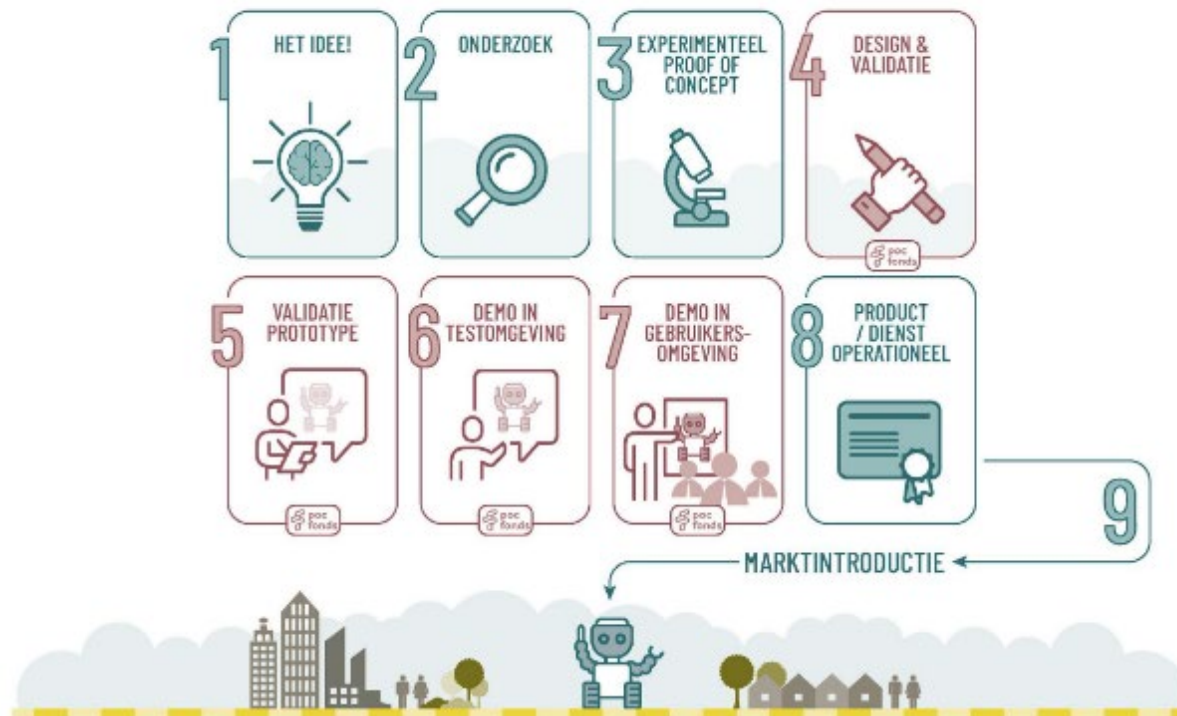 1
HET IDEE!
2
ONDERZOEK
3
EXPERIMENTEEL
PROOF OF
CONCEPT
4
DESIGN &
VALIDATIE
poc
fonds
5
VALIDATIE
PROTOTYPE
poc
fonds
6
DEMO IN
TESTOMGEVING
poc
fonds
7
DEMO IN
GEBRUIKERS-
OMGEVING
poc
fonds
8
PRODUCT
/ DIENST
OPERATIONEEL
9
MARKTINTRODUCTIE